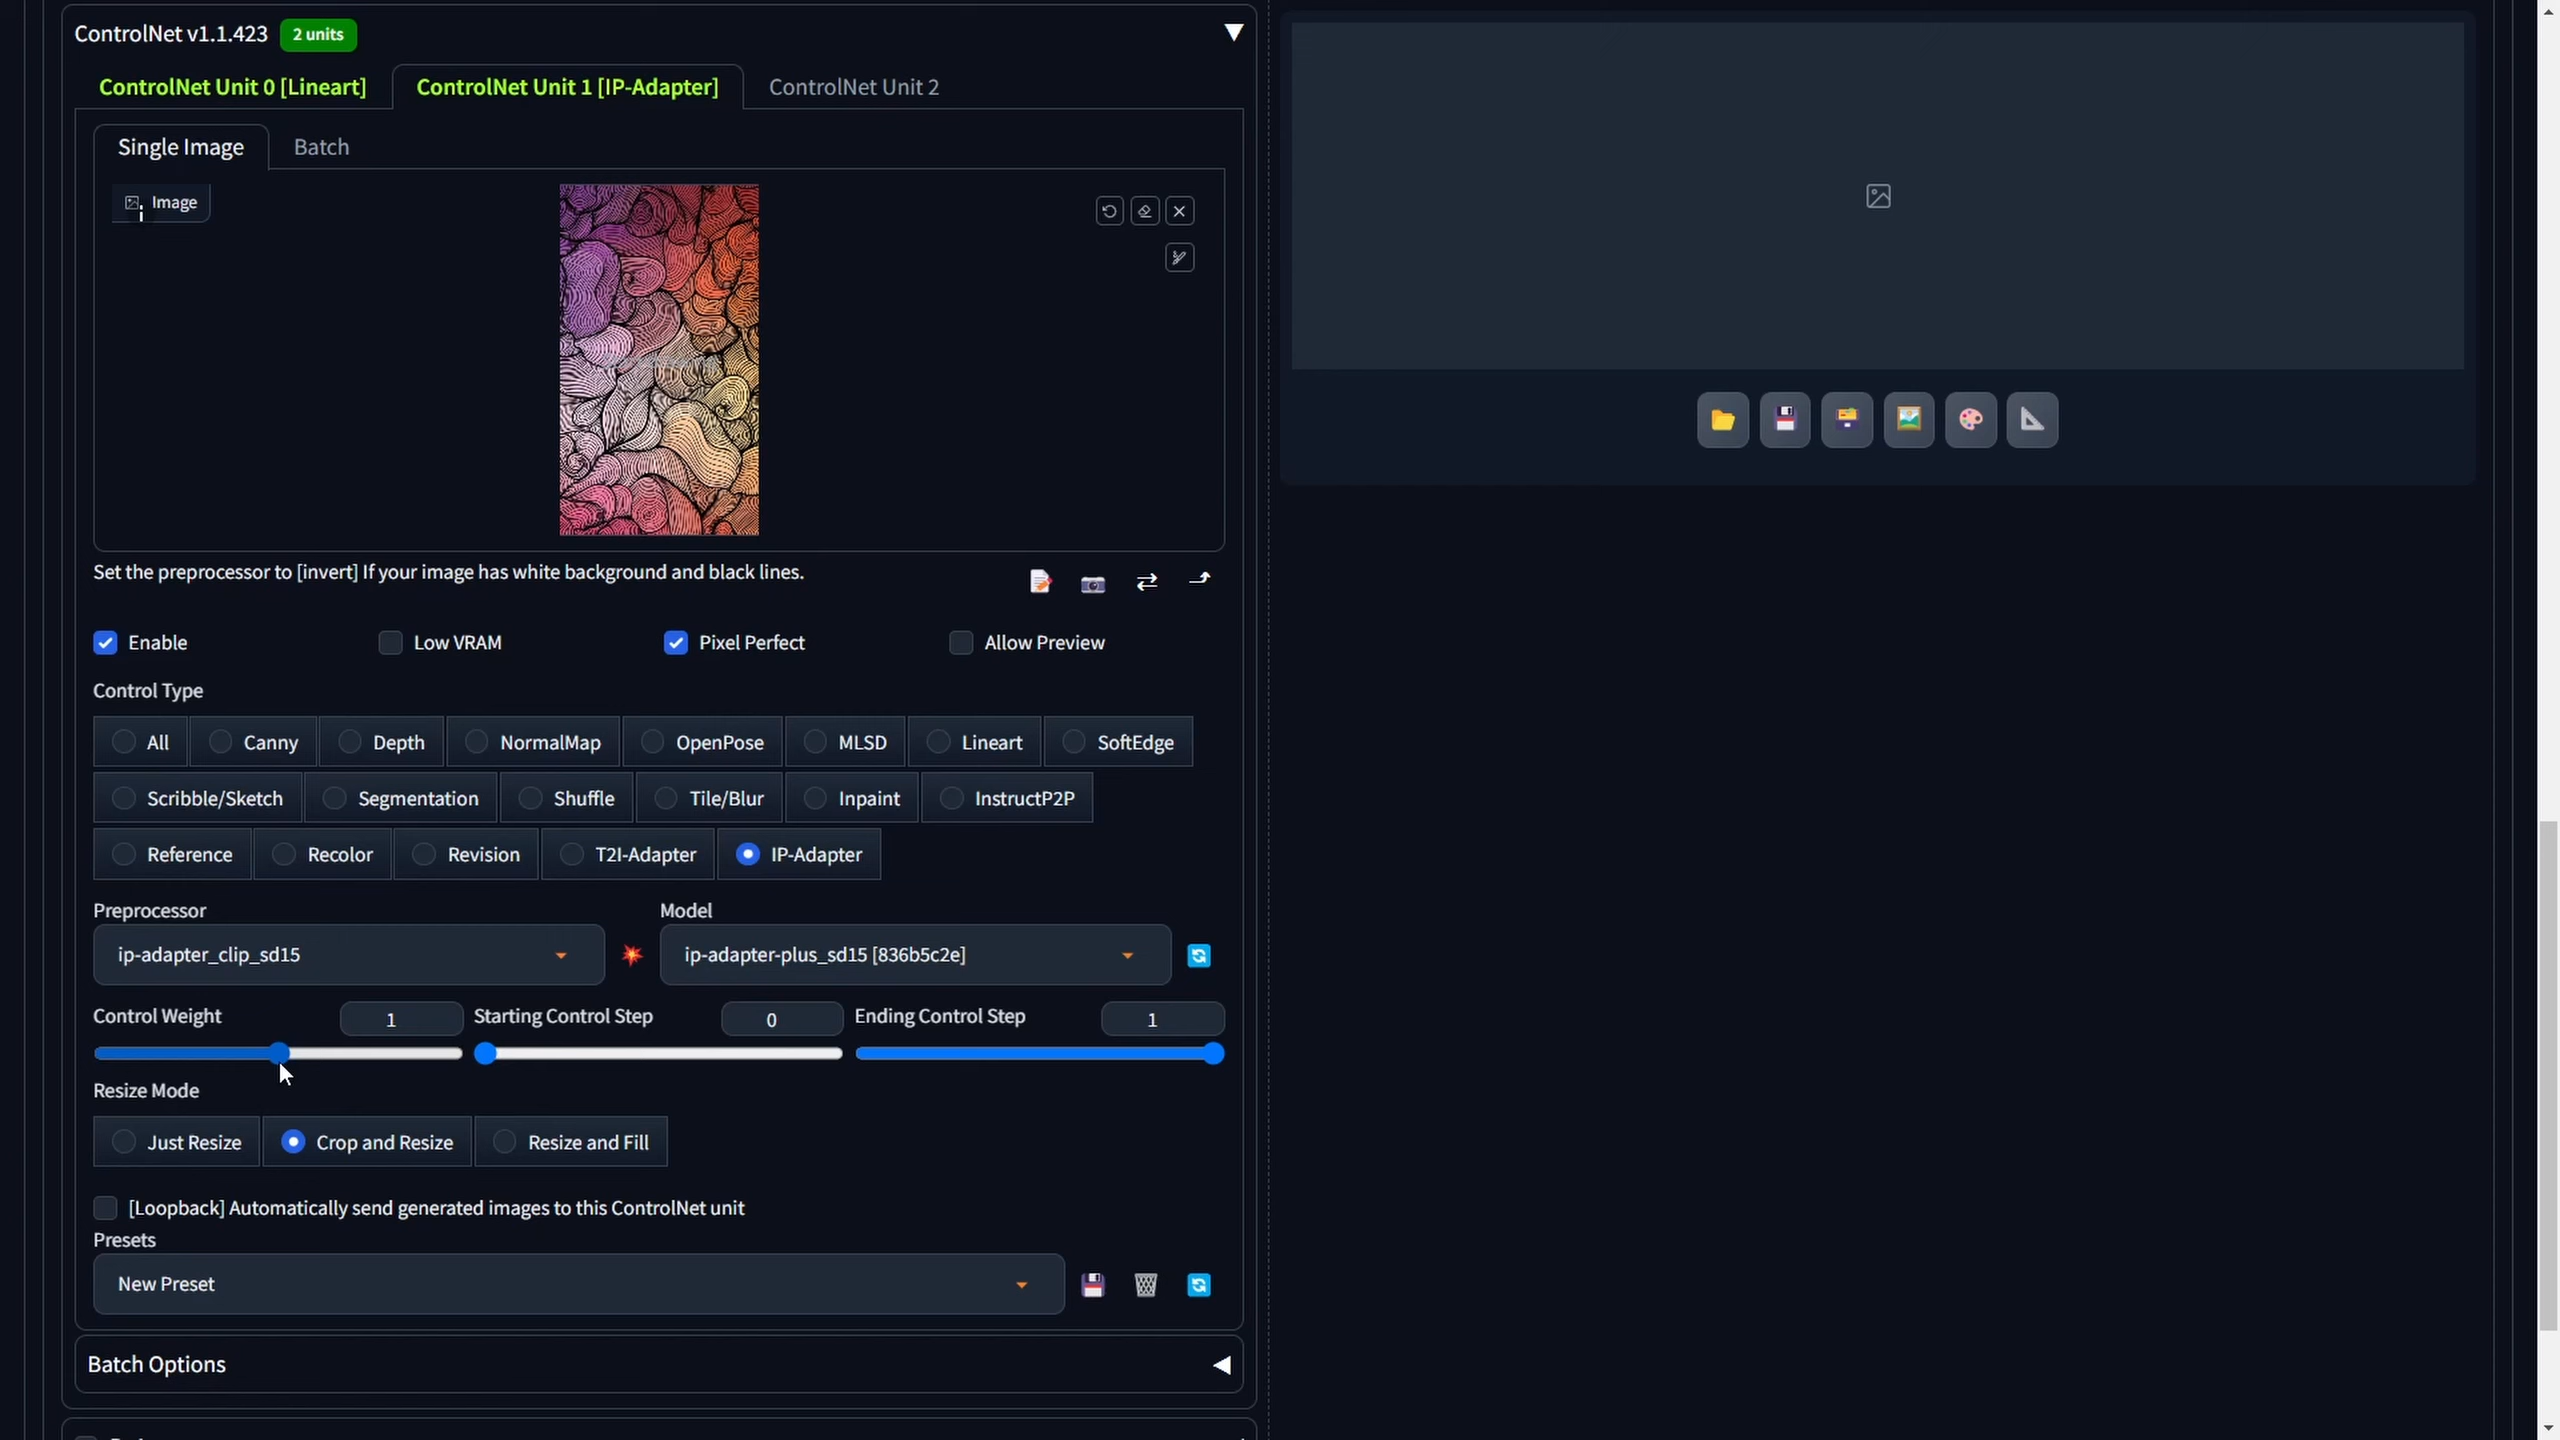 ControlNet v1.1.423 2 units
ControlNet Unit 0 [Lineart] ControlNet Unit 1 [IP-Adapter] ControlNet Unit 2
Single Image Batch
Image
Set the preprocessor to [invert] If your image has white background and black lines.
Enable Low VRAM Pixel Perfect Allow Preview
Control Type
All Canny Depth NormalMap OpenPose MLSD Lineart SoftEdge
Scribble/Sketch Segmentation Shuffle Tile/Blur Inpaint InstructP2P
Reference Recolor Revision T2I-Adapter IP-Adapter
Preprocessor Model
ip-adapter_clip_sd15 ip-adapter-plus_sd15 [836b5c2e]
Control Weight 1 Starting Control Step 0 Ending Control Step 1
Resize Mode
Just Resize Crop and Resize Resize and Fill
[Loopback] Automatically send generated images to this ControlNet unit
Presets
New Preset
Batch Options